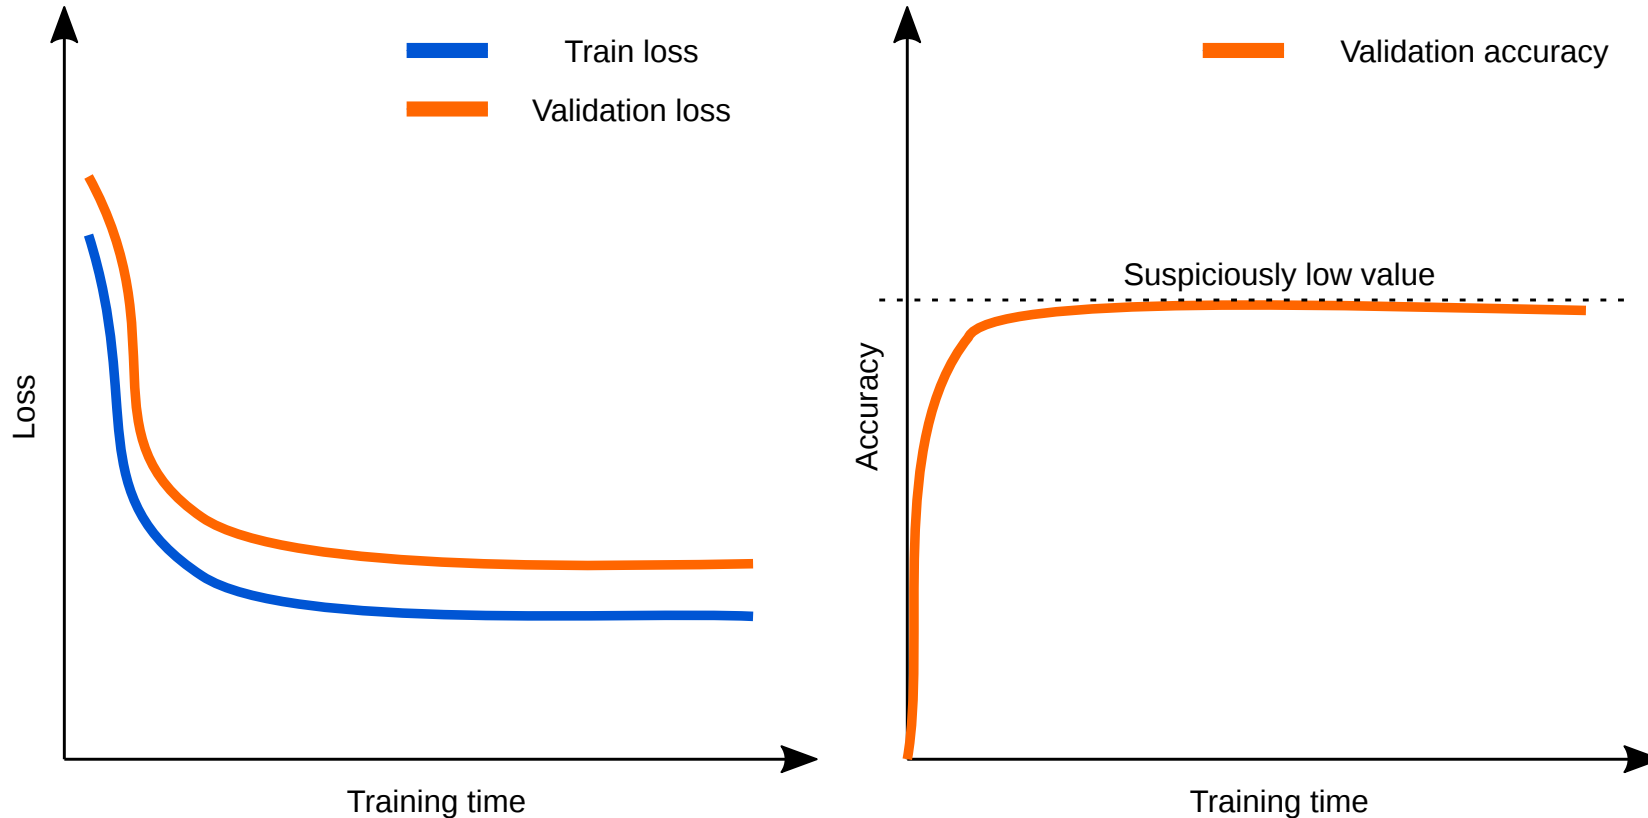 Train loss
Validation loss
Loss
Training time
Validation accuracy
Suspiciously low value
Accuracy
Training time